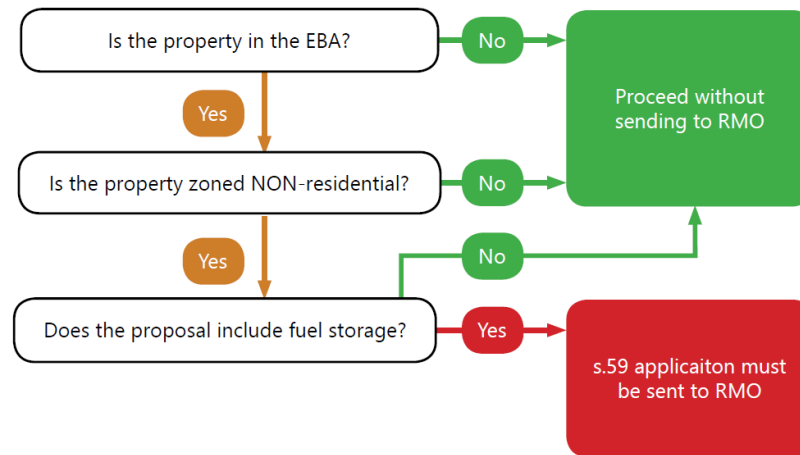 Is the property in the EBA?
No
Proceed without
sending to RMO
Yes
Is the property zoned NON-residential?
No
Yes
No
Does the proposal include fuel storage?
Yes
s.59 applicaiton must
be sent to RMO